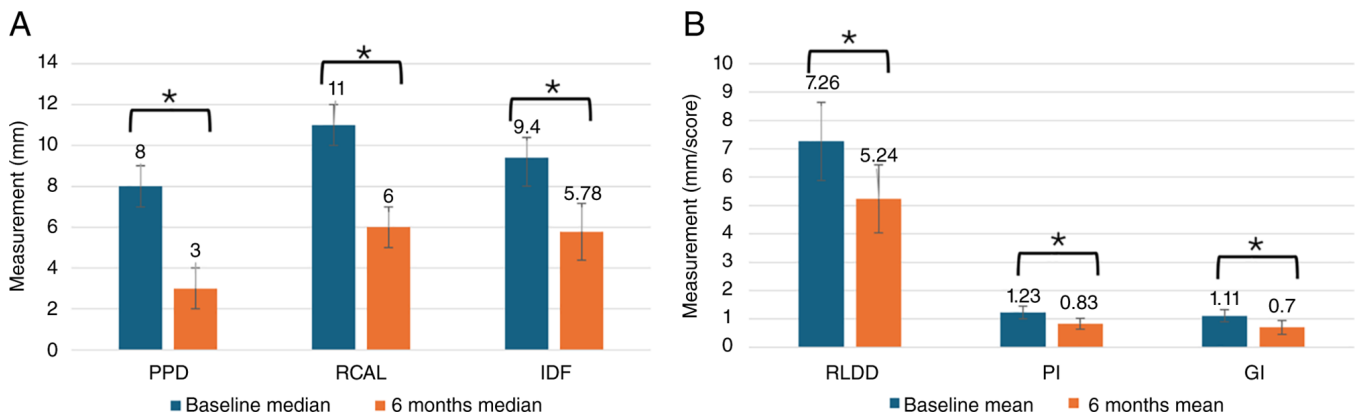 A
Measurement (mm)
14
12
10
8
6
4
2
0
*
8
3
*
11
6
*
9.4
5.78
PPD
RCAL
IDF
Baseline median
6 months median
B
Measurement (mm/score)
10
9
8
7
6
5
4
3
2
1
0
*
7.26
5.24
*
1.23
0.83
*
1.11
0.7
RLDD
PI
GI
Baseline mean
6 months mean